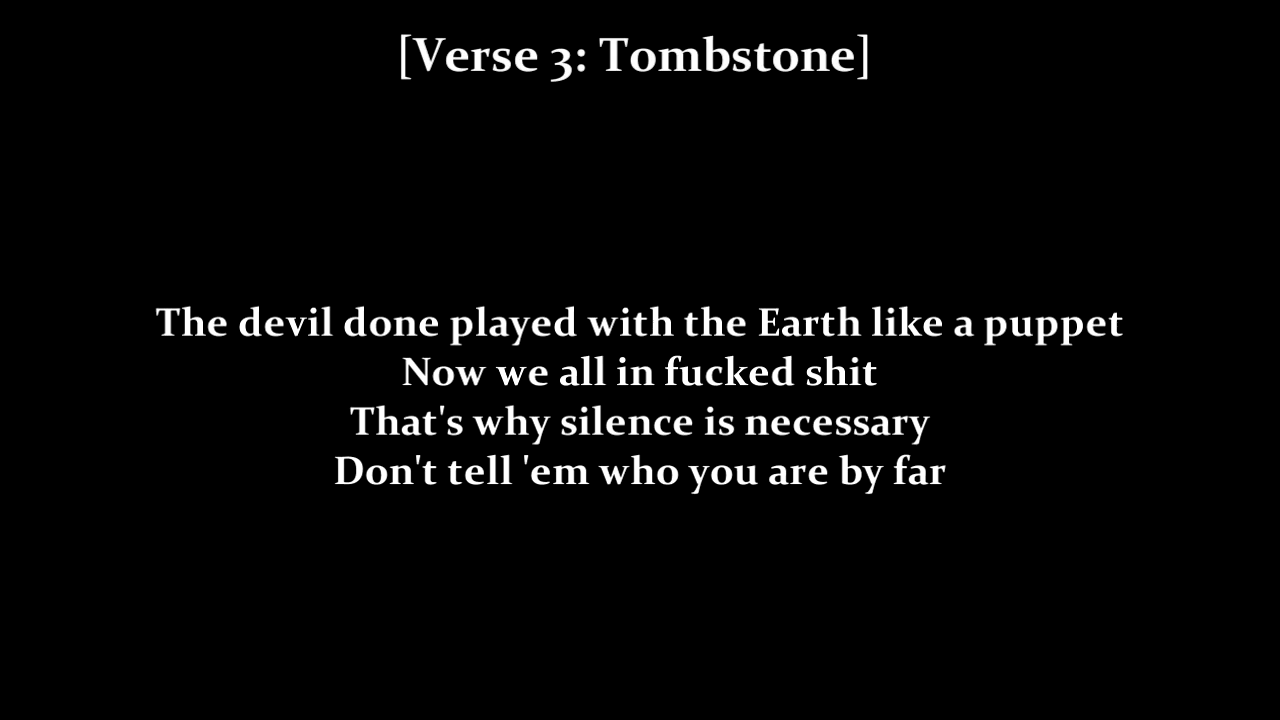 [Verse 3: Tombstone]
The devil done played with the Earth like a puppet
Now we all in fucked shit
That's why silence is necessary
Don't tell 'em who you are by far